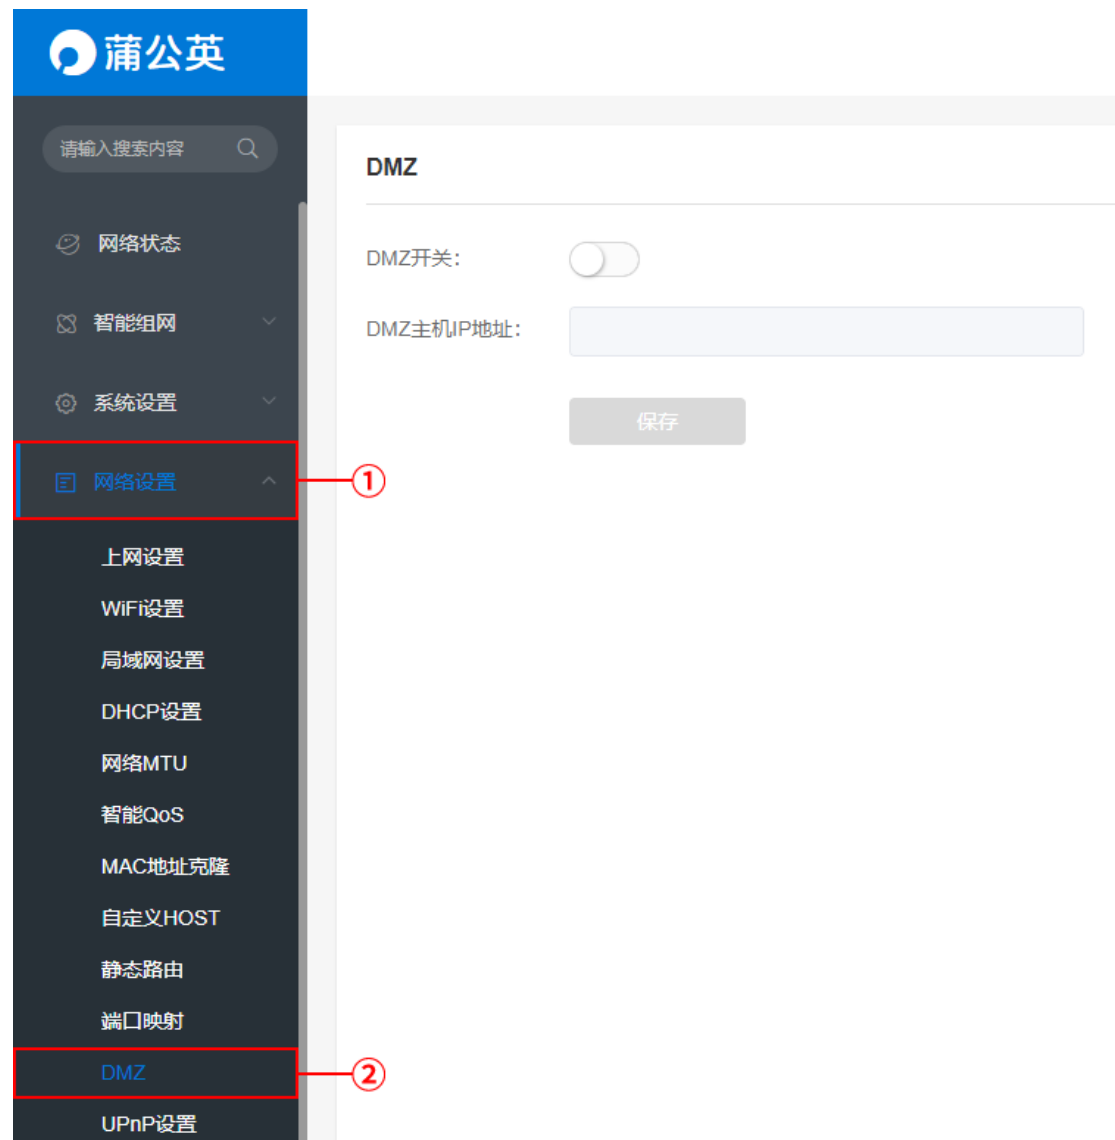 蒲公英
请输入搜索内容
网络状态
智能组网
系统设置
网络设置
①
上网设置
WiFi设置
局域网设置
DHCP设置
网络MTU
智能QoS
MAC地址克隆
自定义HOST
静态路由
端口映射
DMZ
②
UPnP设置
DMZ
DMZ开关：
DMZ主机IP地址：
保存